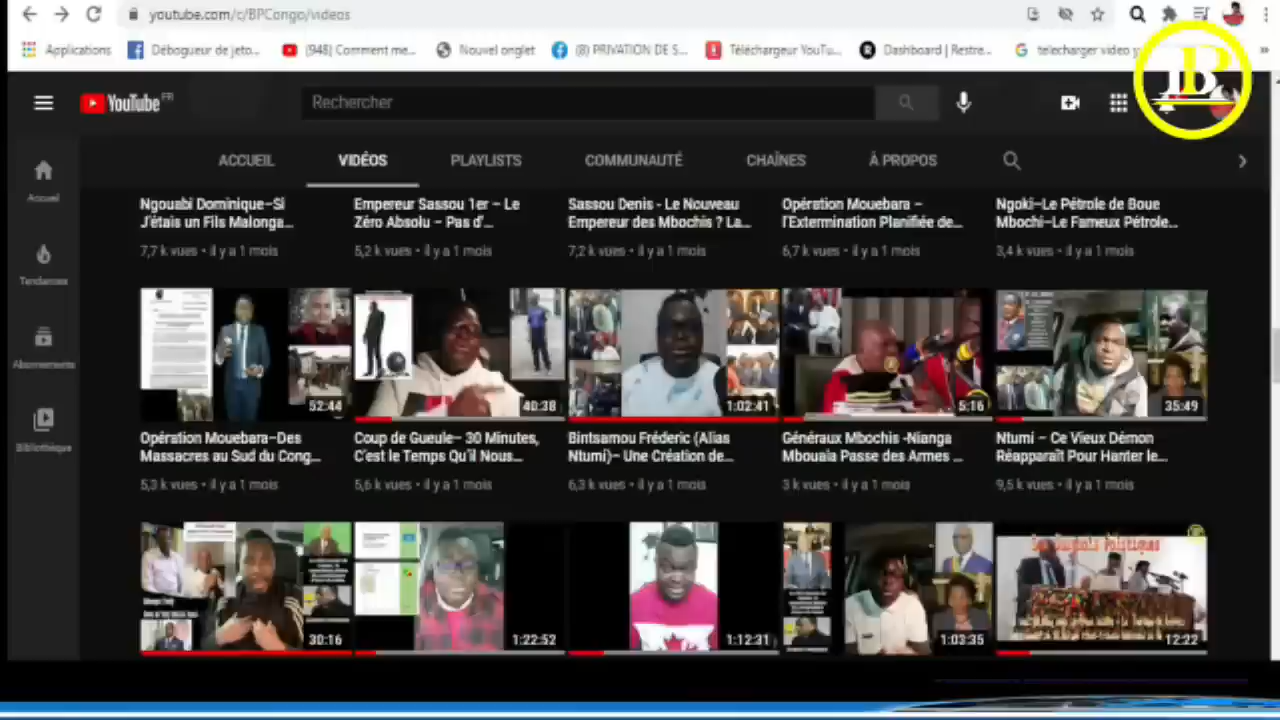 youtube.com/c/BPCongo/videos
Applications
Débogueur de jeto...
(948) Comment me...
Nouvel onglet
(8) PRIVATION DE S...
Téléchargeur YouTu...
Dashboard | Restre...
telecharger video y
BP
YouTube FR
Rechercher
ACCUEIL
VIDÉOS
PLAYLISTS
COMMUNAUTÉ
CHAÎNES
À PROPOS
Accueil
Tendances
Abonnements
Bibliothèque
Ngouabi Dominique–Si
J'étais un Fils Malonga...
7,7 k vues • il y a 1 mois
Empereur Sassou 1er – Le
Zéro Absolu – Pas d'...
5,2 k vues • il y a 1 mois
Sassou Denis - Le Nouveau
Empereur des Mbochis ? La...
7,2 k vues • il y a 1 mois
Opération Mouebara –
l'Extermination Planifiée de...
6,7 k vues • il y a 1 mois
Ngoki–Le Pétrole de Boue
Mbochi–Le Fameux Pétrole...
3,4 k vues • il y a 1 mois
52:44
40:38
1:02:41
5:16
35:49
Opération Mouebara–Des
Massacres au Sud du Cong...
5,3 k vues • il y a 1 mois
Coup de Gueule– 30 Minutes,
C'est le Temps Qu'il Nous...
5,6 k vues • il y a 1 mois
Bintsamou Fréderic (Alias
Ntumi)– Une Création de...
6,3 k vues • il y a 1 mois
Généraux Mbochis -Nianga
Mbouala Passe des Armes ...
3 k vues • il y a 1 mois
Ntumi – Ce Vieux Démon
Réapparaît Pour Hanter le...
9,5 k vues • il y a 1 mois
30:16
1:22:52
1:12:31
1:03:35
12:22